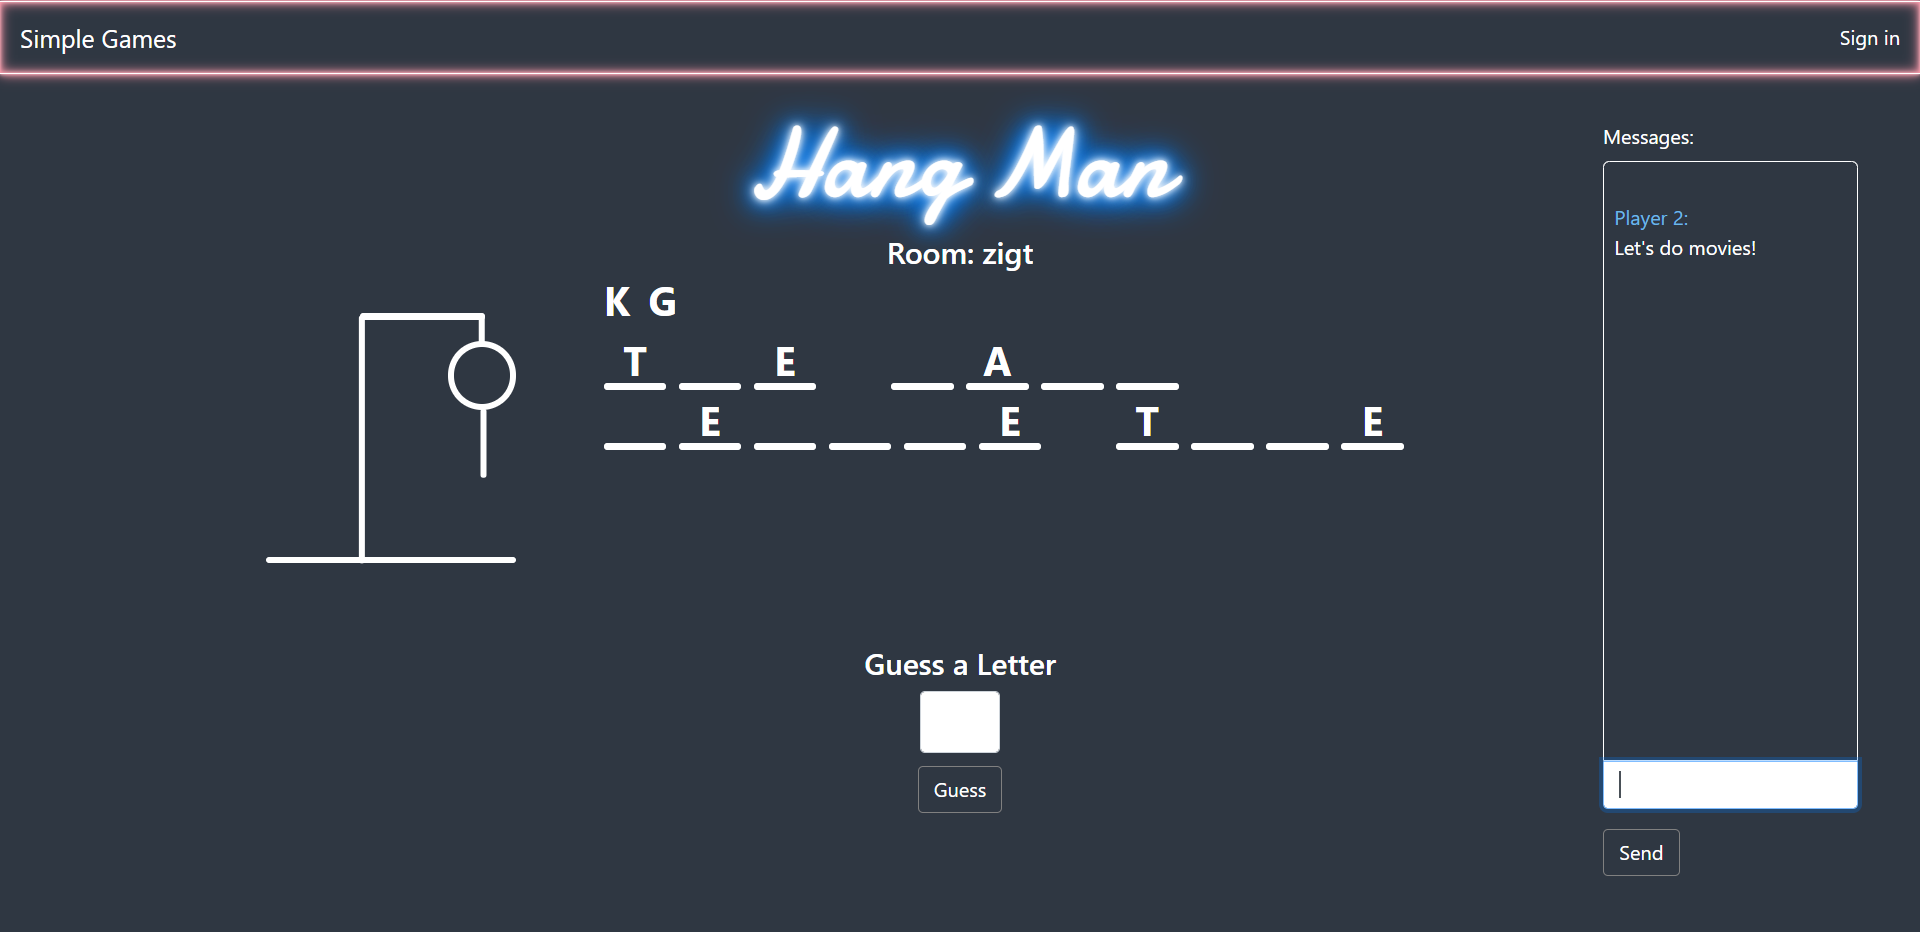 Simple Games
Sign in
Hang Man
Room: zigt
K G
T _ E   _ A _ _
_ E _ _ _ E   T _ _ E
Guess a Letter
Guess
Messages:
Player 2:
Let's do movies!
Send